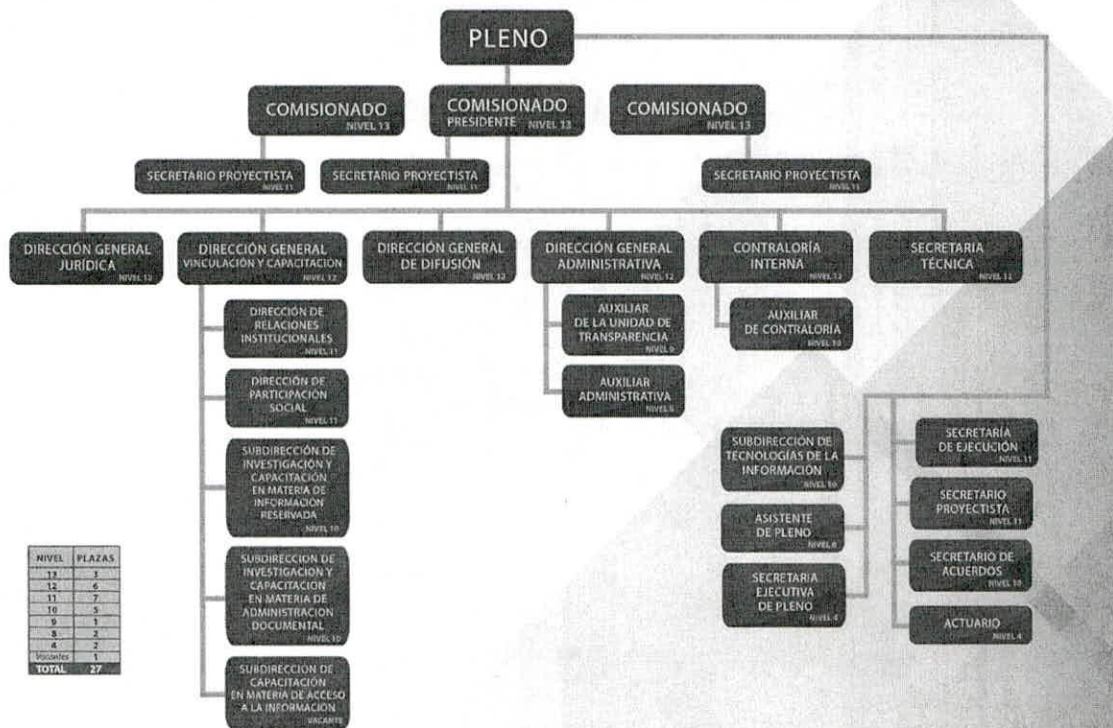 PLENO
COMISIONADO
NIVEL 13
COMISIONADO
PRESIDENTE NIVEL 13
COMISIONADO
NIVEL 13
SECRETARIO PROYECTISTA
NIVEL 11
SECRETARIO PROYECTISTA
NIVEL 11
SECRETARIO PROYECTISTA
NIVEL 11
DIRECCIÓN GENERAL
JURÍDICA
NIVEL 12
DIRECCIÓN GENERAL
VINCULACIÓN Y CAPACITACIÓN
NIVEL 12
DIRECCIÓN GENERAL
DE DIFUSIÓN
NIVEL 12
DIRECCIÓN GENERAL
ADMINISTRATIVA
NIVEL 12
CONTRALORÍA
INTERNA
NIVEL 12
SECRETARIA
TÉCNICA
NIVEL 12
DIRECCIÓN DE
RELACIONES
INSTITUCIONALES
NIVEL 11
DIRECCIÓN DE
PARTICIPACIÓN
SOCIAL
NIVEL 11
SUBDIRECCIÓN DE
INVESTIGACIÓN Y
CAPACITACIÓN
EN MATERIA DE
INFORMACIÓN
RESERVADA
NIVEL 10
SUBDIRECCION DE
INVESTIGACION Y
CAPACITACION
EN MATERIA DE
ADMINISTRACION
DOCUMENTAL
NIVEL 10
SUBDIRECCIÓN DE
CAPACITACIÓN
EN MATERIA DE ACCESO
A LA INFORMACIÓN
VACANTE
AUXILIAR
DE LA UNIDAD DE
TRANSPARENCIA
NIVEL 9
AUXILIAR
ADMINISTRATIVA
NIVEL 8
AUXILIAR
DE CONTRALORÍA
NIVEL 10
SUBDIRECCIÓN DE
TECNOLOGÍAS DE LA
INFORMACIÓN
NIVEL 10
ASISTENTE
DE PLENO
NIVEL 8
SECRETARIA
EJECUTIVA
DE PLENO
NIVEL 4
SECRETARÍA
DE EJECUCIÓN
NIVEL 11
SECRETARIO
PROYECTISTA
NIVEL 11
SECRETARIO DE
ACUERDOS
NIVEL 10
ACTUARIO
NIVEL 4
NIVEL PLAZAS
13 3
12 6
11 7
10 5
9 1
8 2
4 2
Vacantes 1
TOTAL 27